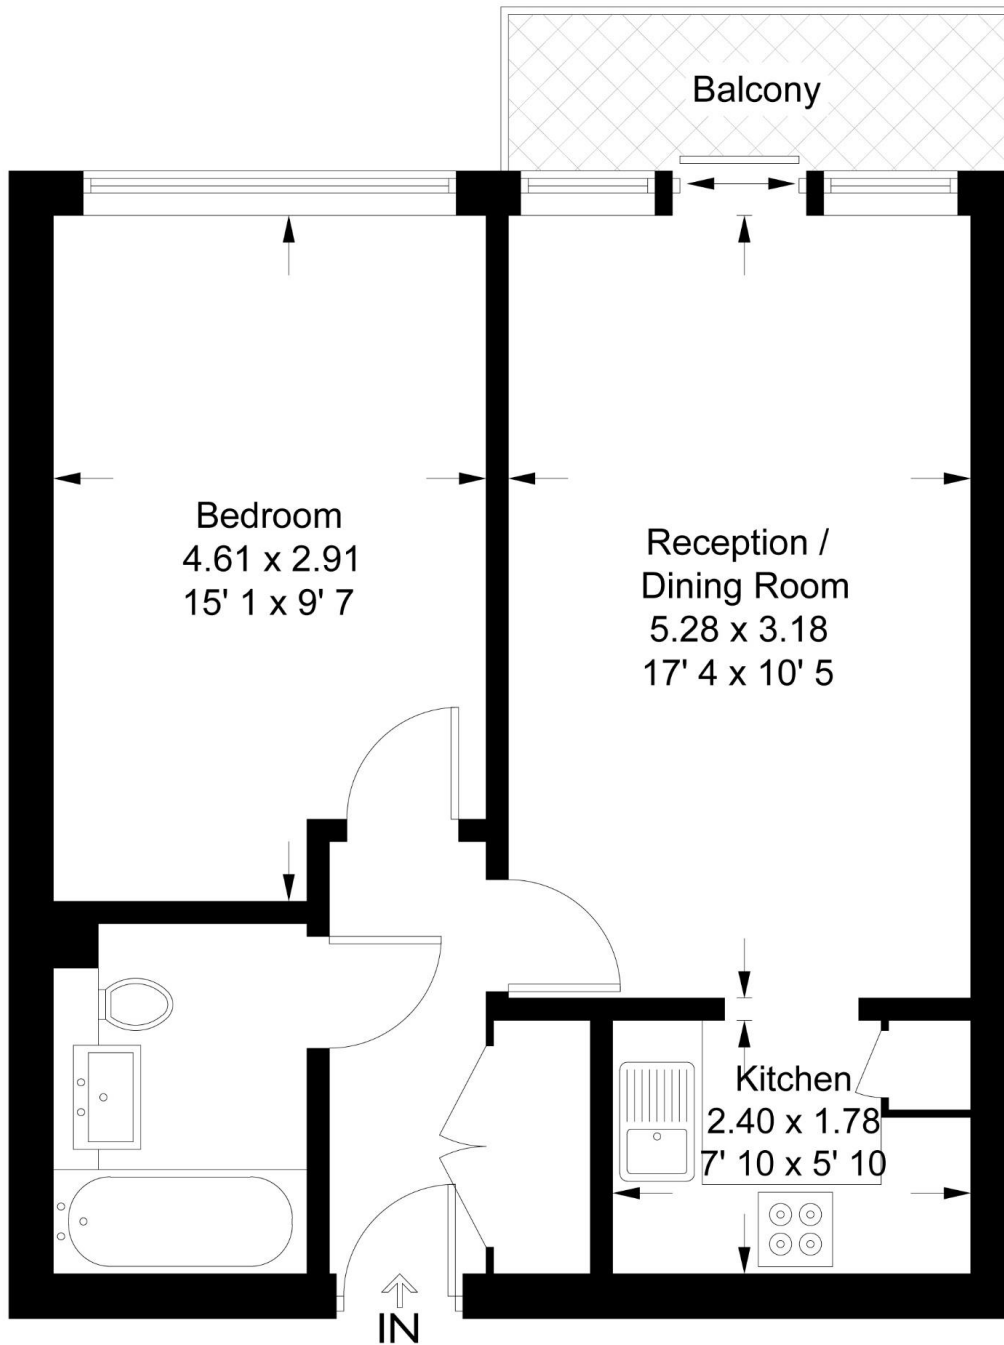 Balcony
Bedroom
4.61 x 2.91
15' 1 x 9' 7
Reception /
Dining Room
5.28 x 3.18
17' 4 x 10' 5
Kitchen
2.40 x 1.78
7' 10 x 5' 10
IN